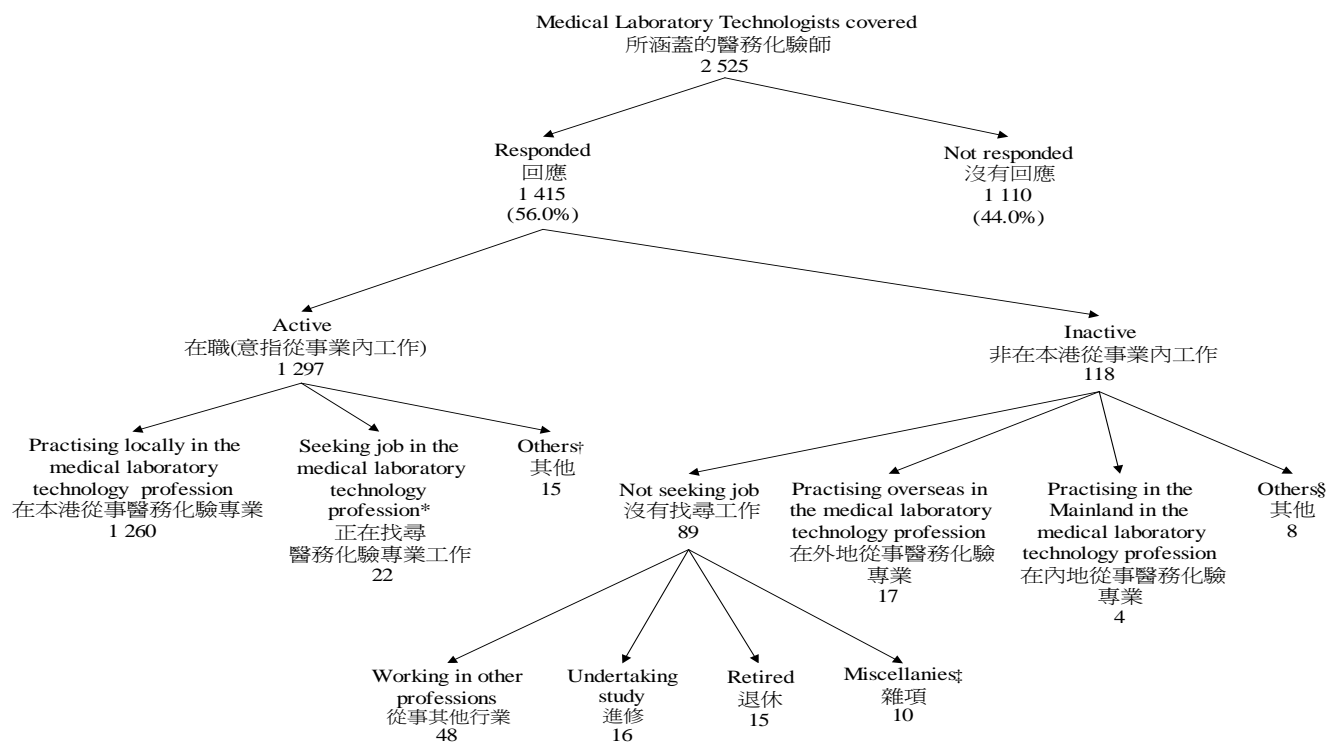 Medical Laboratory Technologists covered
所涵蓋的醫務化驗師
2 525
Responded
回應
1 415
(56.0%)
Not responded
沒有回應
1 110
(44.0%)
Active
在職(意指從事業內工作)
1 297
Inactive
非在本港從事業內工作
118
Practising locally in the
medical laboratory
technology profession
在本港從事醫務化驗專業
1 260
Seeking job in the
medical laboratory
technology
profession*
正在找尋
醫務化驗專業工作
22
Others†
其他
15
Not seeking job
沒有找尋工作
89
Practising overseas in
the medical laboratory
technology profession
在外地從事醫務化驗
專業
17
Practising in the
Mainland in the
medical laboratory
technology profession
在內地從事醫務化驗
專業
4
Others§
其他
8
Working in other
professions
從事其他行業
48
Undertaking
study
進修
16
Retired
退休
15
Miscellanies‡
雜項
10